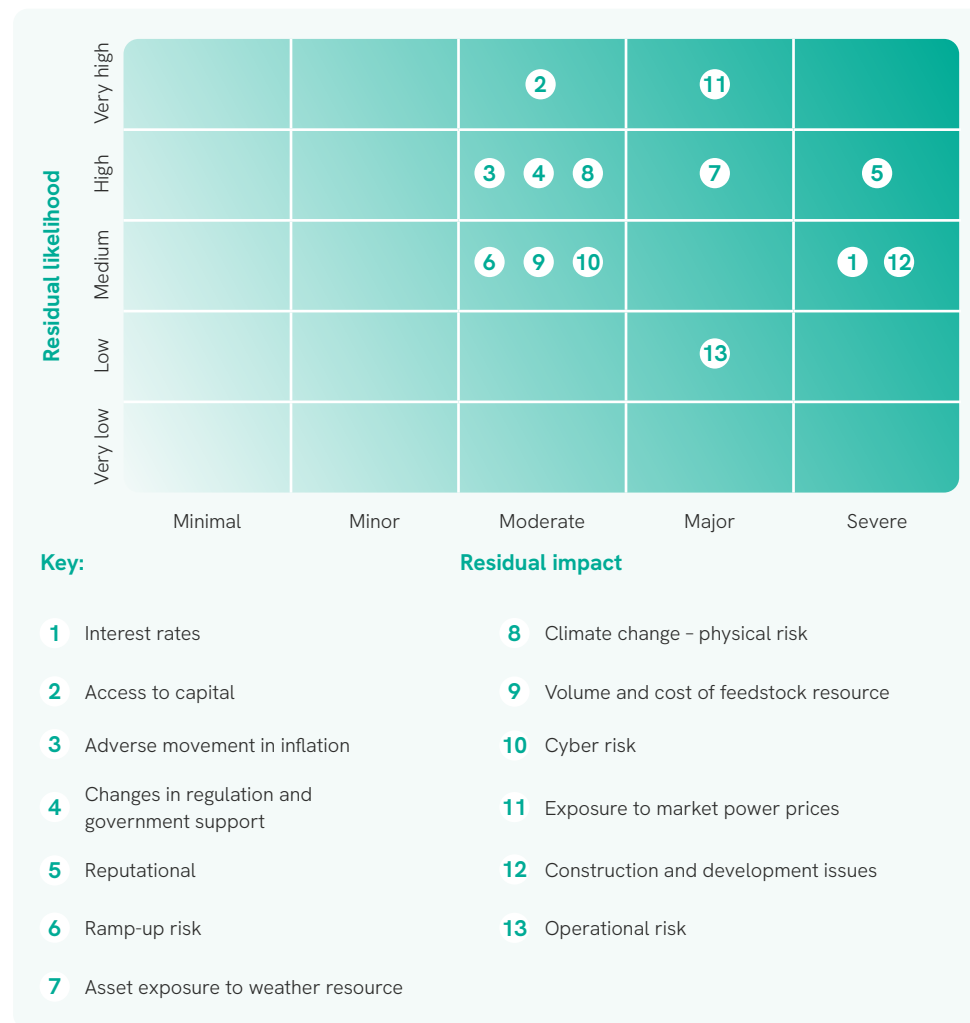 Residual likelihood
Very high
2
11
High
3 4 8
7
5
Medium
6 9 10
1 12
Low
13
Very low
Minimal
Minor
Moderate
Major
Severe
Key:
Residual impact
1 Interest rates
2 Access to capital
3 Adverse movement in inflation
4 Changes in regulation and
government support
5 Reputational
6 Ramp-up risk
7 Asset exposure to weather resource
8 Climate change – physical risk
9 Volume and cost of feedstock resource
10 Cyber risk
11 Exposure to market power prices
12 Construction and development issues
13 Operational risk